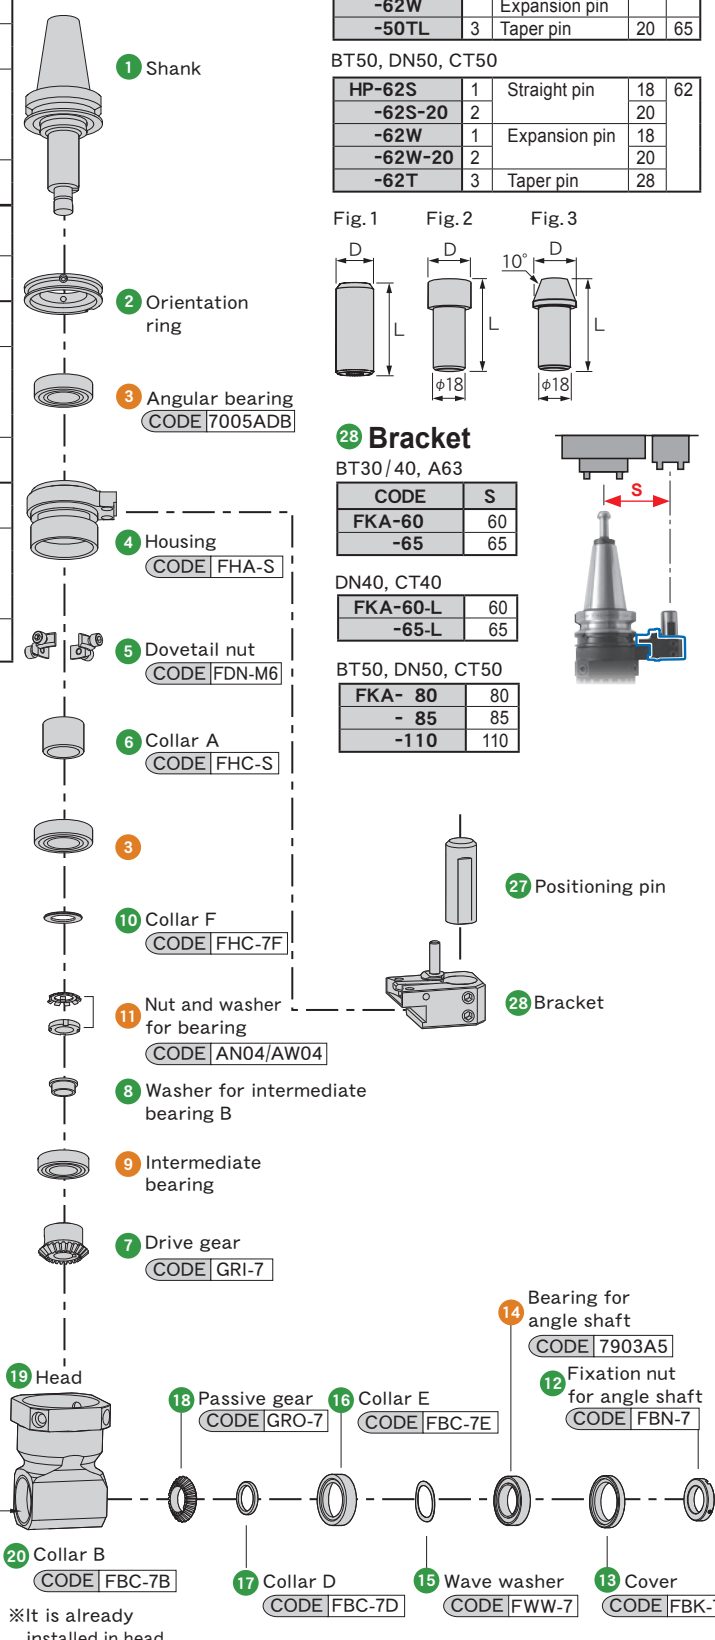 -62W Expansion pin
-50TL 3 Taper pin 20 65
BT50, DN50, CT50
HP-62S 1 Straight pin 18 62
-62S-20 2 20
-62W 1 Expansion pin 18
-62W-20 2 20
-62T 3 Taper pin 28
Fig.1 Fig.2 Fig.3
D D D
10°
L L L
φ18 φ18
28 Bracket
BT30/40, A63
CODE S
FKA-60 60
-65 65
DN40, CT40
FKA-60-L 60
-65-L 65
BT50, DN50, CT50
FKA- 80 80
- 85 85
-110 110
S
1 Shank
2 Orientation
ring
3 Angular bearing
CODE 7005ADB
4 Housing
CODE FHA-S
5 Dovetail nut
CODE FDN-M6
6 Collar A
CODE FHC-S
3
10 Collar F
CODE FHC-7F
11 Nut and washer
for bearing
CODE AN04/AW04
8 Washer for intermediate
bearing B
9 Intermediate
bearing
7 Drive gear
CODE GRI-7
27 Positioning pin
28 Bracket
19 Head
18 Passive gear
CODE GRO-7
16 Collar E
CODE FBC-7E
14 Bearing for
angle shaft
CODE 7903A5
12 Fixation nut
for angle shaft
CODE FBN-7
20 Collar B
CODE FBC-7B
17 Collar D
CODE FBC-7D
15 Wave washer
CODE FWW-7
13 Cover
CODE FBK-7
※It is already
installed in head